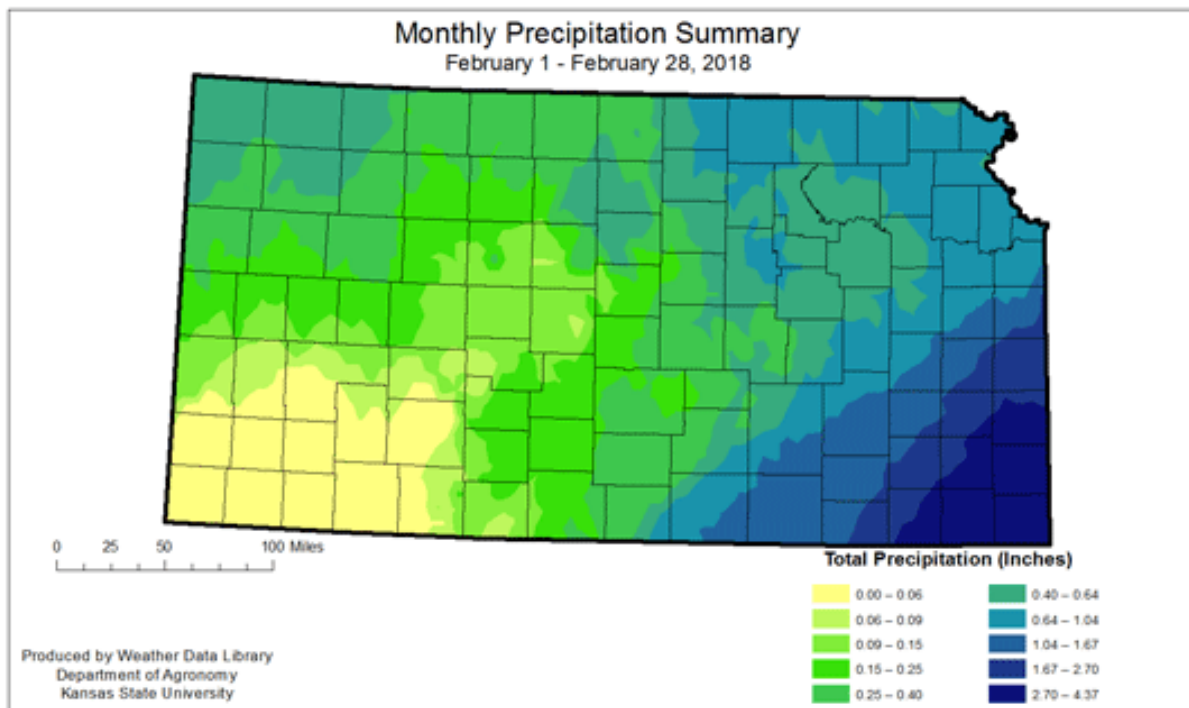 Monthly Precipitation Summary
February 1 - February 28, 2018
0 25 50 100 Miles
Total Precipitation (Inches)
0.00 – 0.06
0.06 – 0.09
0.09 – 0.15
0.15 – 0.25
0.25 – 0.40
0.40 – 0.64
0.64 – 1.04
1.04 – 1.67
1.67 – 2.70
2.70 – 4.37
Produced by Weather Data Library
Department of Agronomy
Kansas State University